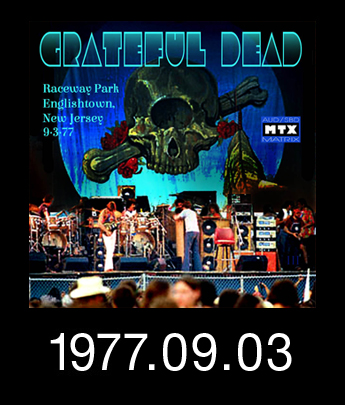 GRATEFUL DEAD
Raceway Park
Englishtown,
New Jersey
9-3-77
AUD/SBD
MTX
MATRIX
1977.09.03